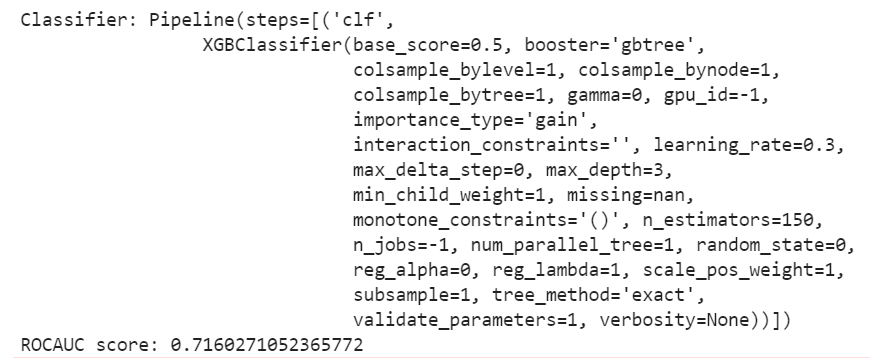 Classifier: Pipeline(steps=[('clf',
XGBClassifier(base_score=0.5, booster='gbtree',
colsample_bylevel=1, colsample_bynode=1,
colsample_bytree=1, gamma=0, gpu_id=-1,
importance_type='gain',
interaction_constraints='', learning_rate=0.3,
max_delta_step=0, max_depth=3,
min_child_weight=1, missing=nan,
monotone_constraints='()', n_estimators=150,
n_jobs=-1, num_parallel_tree=1, random_state=0,
reg_alpha=0, reg_lambda=1, scale_pos_weight=1,
subsample=1, tree_method='exact',
validate_parameters=1, verbosity=None))])
ROCAUC score: 0.7160271052365772